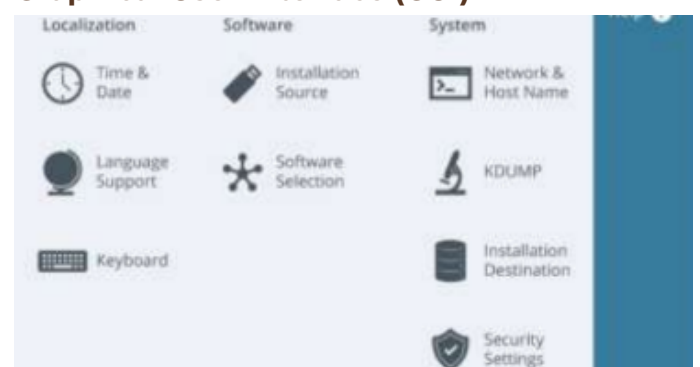 Localization
Time &
Date
Language
Support
Keyboard
Software
Installation
Source
Software
Selection
System
Network &
Host Name
KDUMP
Installation
Destination
Security
Settings